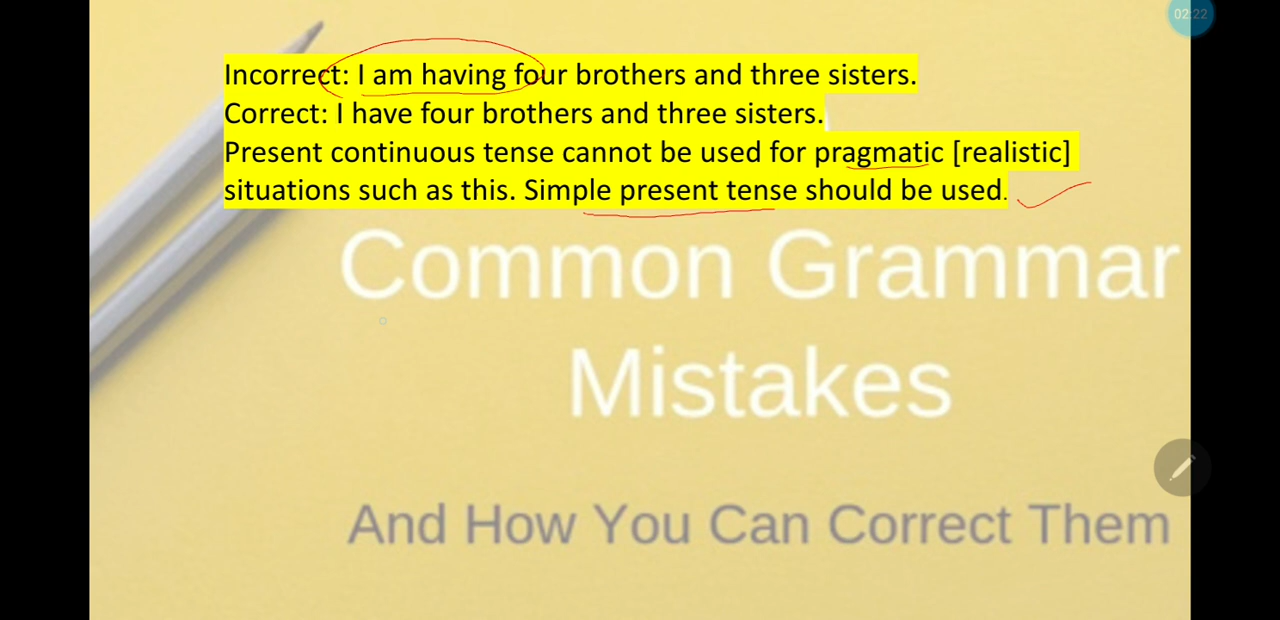 02:22
Incorrect: I am having four brothers and three sisters.
Correct: I have four brothers and three sisters.
Present continuous tense cannot be used for pragmatic [realistic]
situations such as this. Simple present tense should be used.
Common Grammar
Mistakes
And How You Can Correct Them